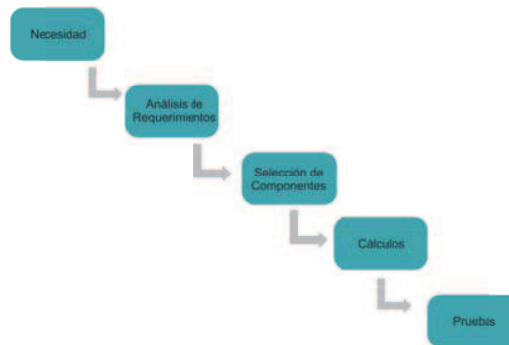 Necesidad
Análisis de
Requerimientos
Selección de
Componentes
Cálculos
Pruebas